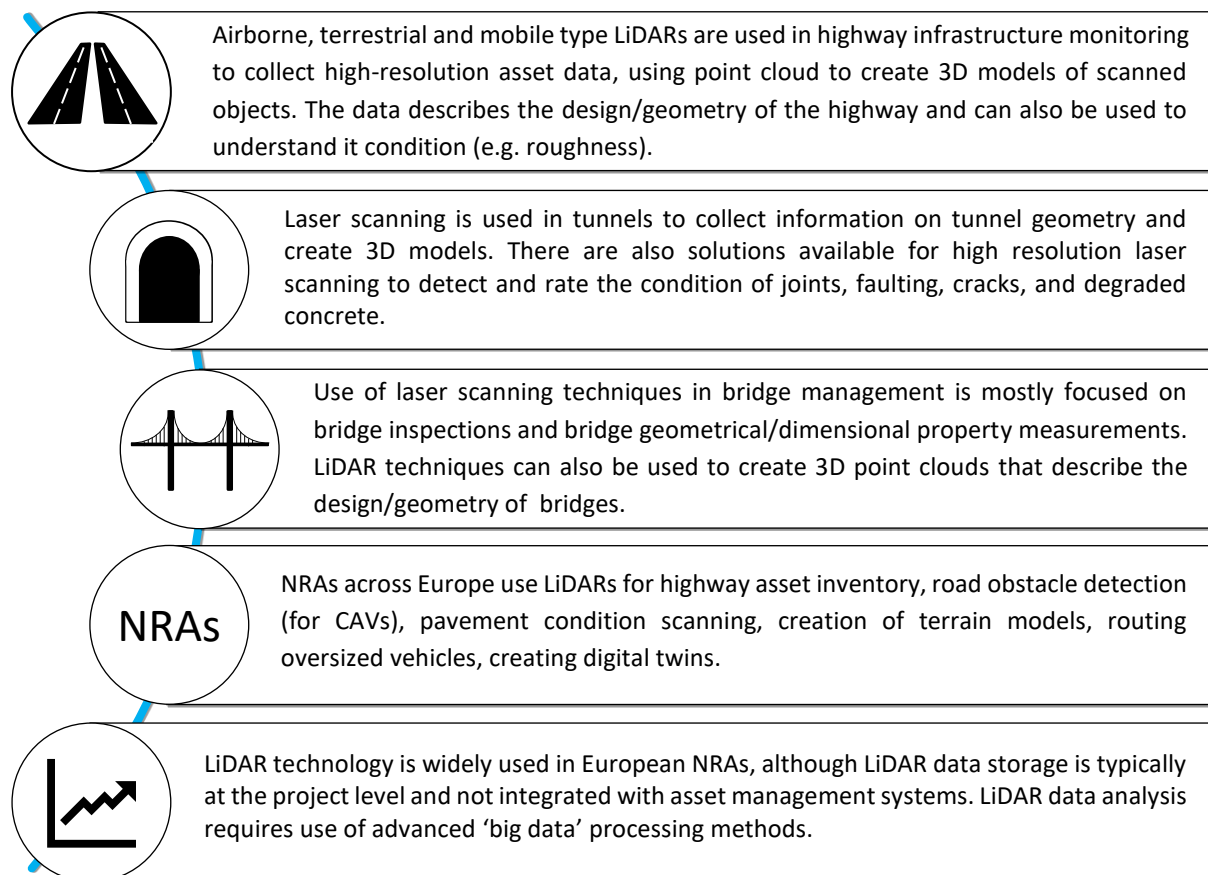 Airborne, terrestrial and mobile type LiDARs are used in highway infrastructure monitoring
to collect high-resolution asset data, using point cloud to create 3D models of scanned
objects. The data describes the design/geometry of the highway and can also be used to
understand it condition (e.g. roughness).
Laser scanning is used in tunnels to collect information on tunnel geometry and
create 3D models. There are also solutions available for high resolution laser
scanning to detect and rate the condition of joints, faulting, cracks, and degraded
concrete.
Use of laser scanning techniques in bridge management is mostly focused on
bridge inspections and bridge geometrical/dimensional property measurements.
LiDAR techniques can also be used to create 3D point clouds that describe the
design/geometry of bridges.
NRAs
NRAs across Europe use LiDARs for highway asset inventory, road obstacle detection
(for CAVs), pavement condition scanning, creation of terrain models, routing
oversized vehicles, creating digital twins.
LiDAR technology is widely used in European NRAs, although LiDAR data storage is typically
at the project level and not integrated with asset management systems. LiDAR data analysis
requires use of advanced ‘big data’ processing methods.